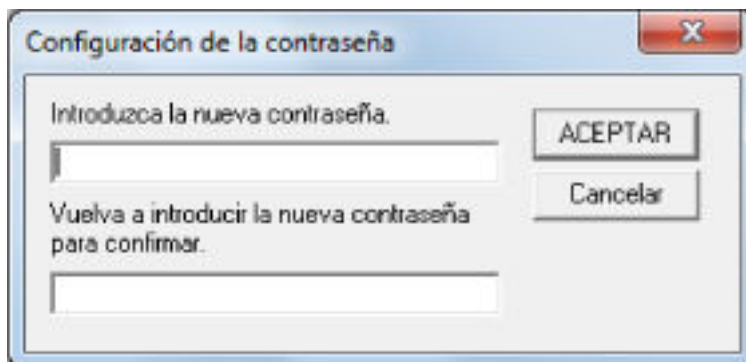 Configuración de la contraseña
Introduzca la nueva contraseña.
ACEPTAR
Cancelar
Vuelva a introducir la nueva contraseña
para confirmar.